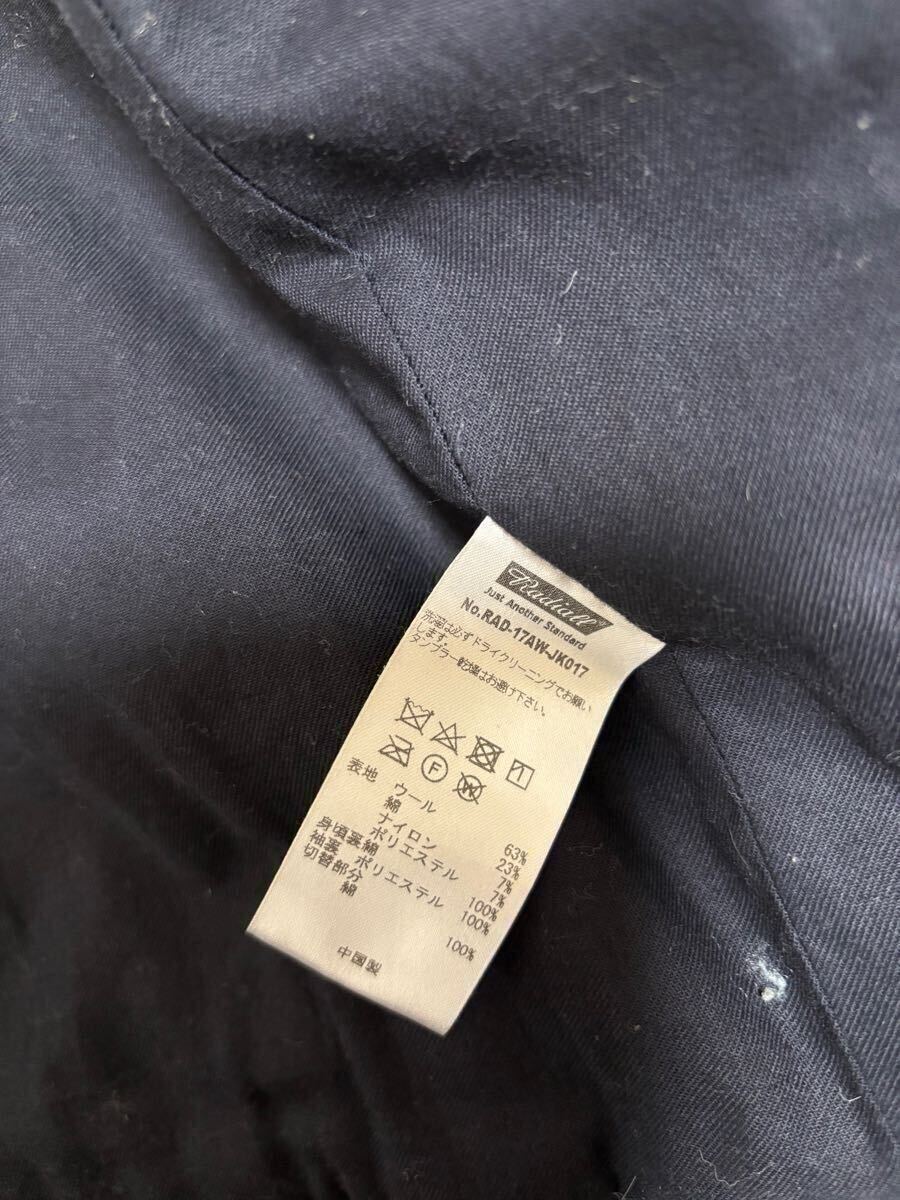 Radiall
Just Another Standard
No.RAD-17AW-JK017
洗濯は必ずドライクリーニングでお願い
します。
タンブラー乾燥はお避け下さい。
F W
表地 ウール 63%
綿 23%
ナイロン 7%
ポリエステル 7%
身頃裏綿 100%
袖裏 ポリエステル 100%
切替部分
綿 100%
中国製